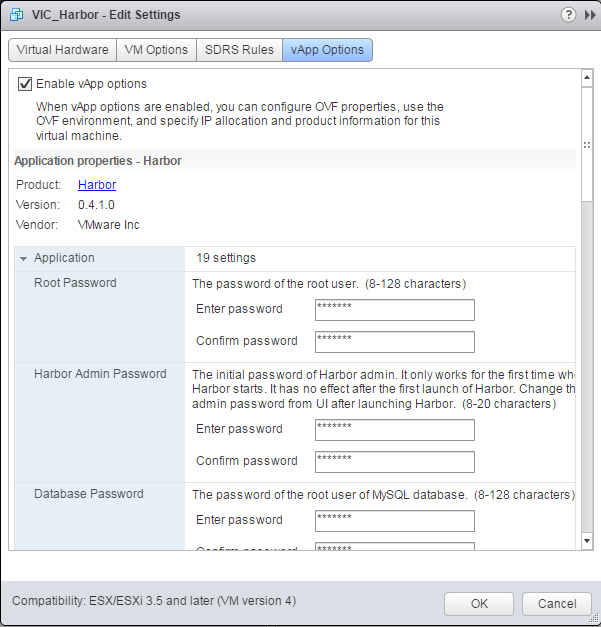 VIC_Harbor - Edit Settings
?
Virtual Hardware VM Options SDRS Rules vApp Options
Enable vApp options
When vApp options are enabled, you can configure OVF properties, use the
OVF environment, and specify IP allocation and product information for this
virtual machine.
Application properties - Harbor
Product: Harbor
Version: 0.4.1.0
Vendor: VMware Inc
Application 19 settings
Root Password The password of the root user. (8-128 characters)
Enter password *******
Confirm password *******
Harbor Admin Password The initial password of Harbor admin. It only works for the first time
Harbor starts. It has no effect after the first launch of Harbor. Change
admin password from UI after launching Harbor. (8-20 characters)
Enter password *******
Confirm password *******
Database Password The password of the root user of MySQL database. (8-128 characters)
Enter password *******
Confirm password *******
Compatibility: ESX/ESXi 3.5 and later (VM version 4)
OK Cancel